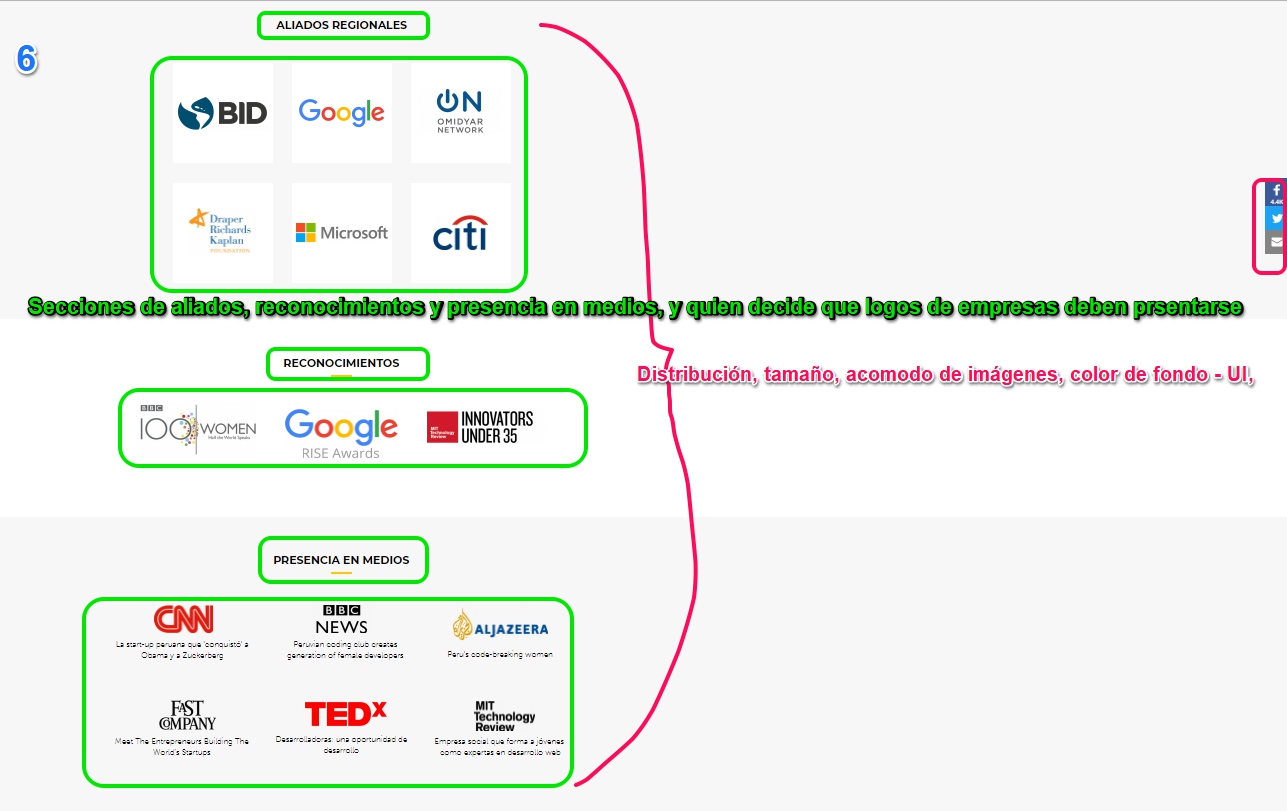 ALIADOS REGIONALES
6
BID
Google
ON
OMIDYAR
NETWORK
4.4K
Draper
Richards
Kaplan
FOUNDATION
Microsoft
citi
Secciones de aliados, reconocimientos y presencia en medios, y quien decide que logos de empresas deben prsentarse
RECONOCIMIENTOS
Distribución, tamaño, acomodo de imágenes, color de fondo - UI,
BBC
100 WOMEN
Half the World Speaks
Google
RISE Awards
MIT
Technology
Review
INNOVATORS
UNDER 35
PRESENCIA EN MEDIOS
CNN
La start-up peruana que 'conquistó' a
Obama y a Zuckerberg
BBC
NEWS
Peruvian coding club creates
generation of female developers
ALJAZEERA
Peru's code-breaking women
FAST
COMPANY
Meet The Entrepreneurs Building The
World's Startups
TEDx
Desarrolladoras: una oportunidad de
desarrollo
MIT
Technology
Review
Empresa social que forma a jóvenes
como expertas en desarrollo web